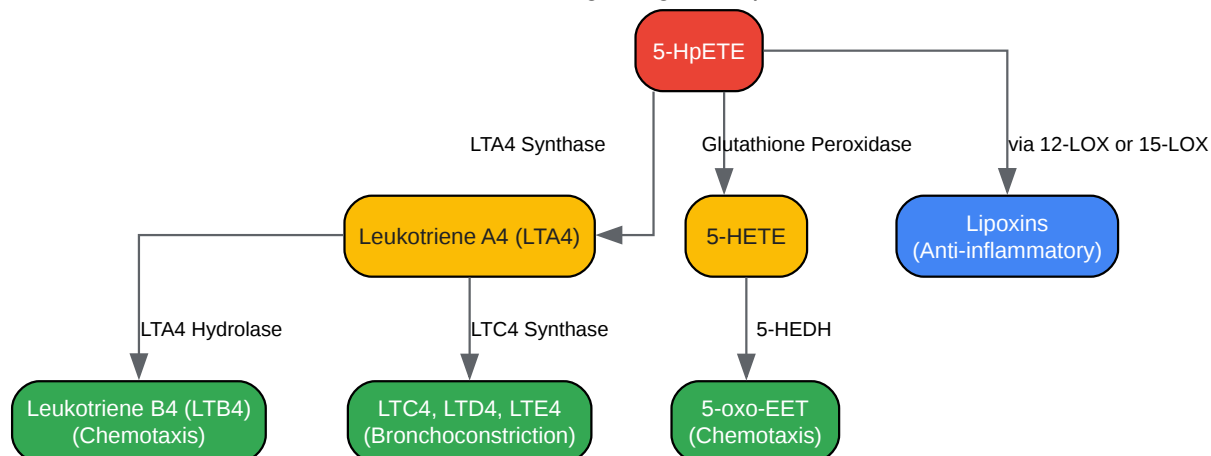 5-HpETE
LTA4 Synthase
Glutathione Peroxidase
via 12-LOX or 15-LOX
Leukotriene A4 (LTA4)
5-HETE
Lipoxins
(Anti-inflammatory)
LTA4 Hydrolase
LTC4 Synthase
5-HEDH
Leukotriene B4 (LTB4)
(Chemotaxis)
LTC4, LTD4, LTE4
(Bronchoconstriction)
5-oxo-EET
(Chemotaxis)